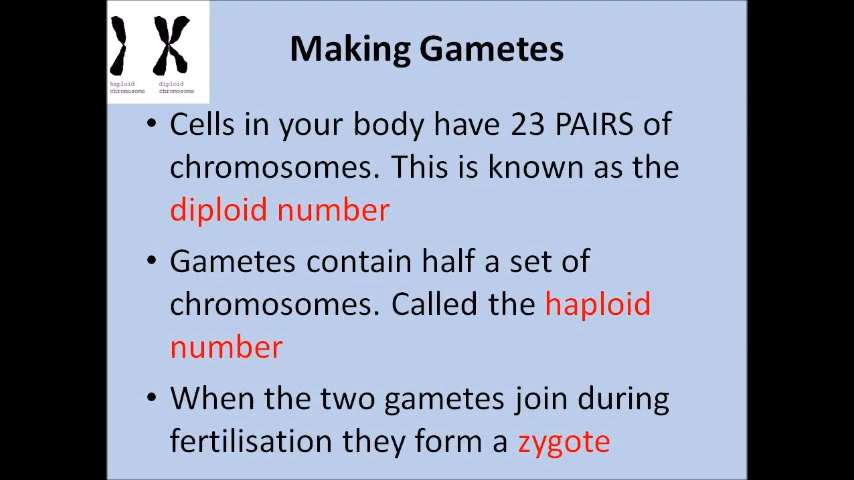 Making Gametes
haploid
chromosome
diploid
chromosome.
• Cells in your body have 23 PAIRS of
chromosomes. This is known as the
diploid number
• Gametes contain half a set of
chromosomes. Called the haploid
number
• When the two gametes join during
fertilisation they form a zygote